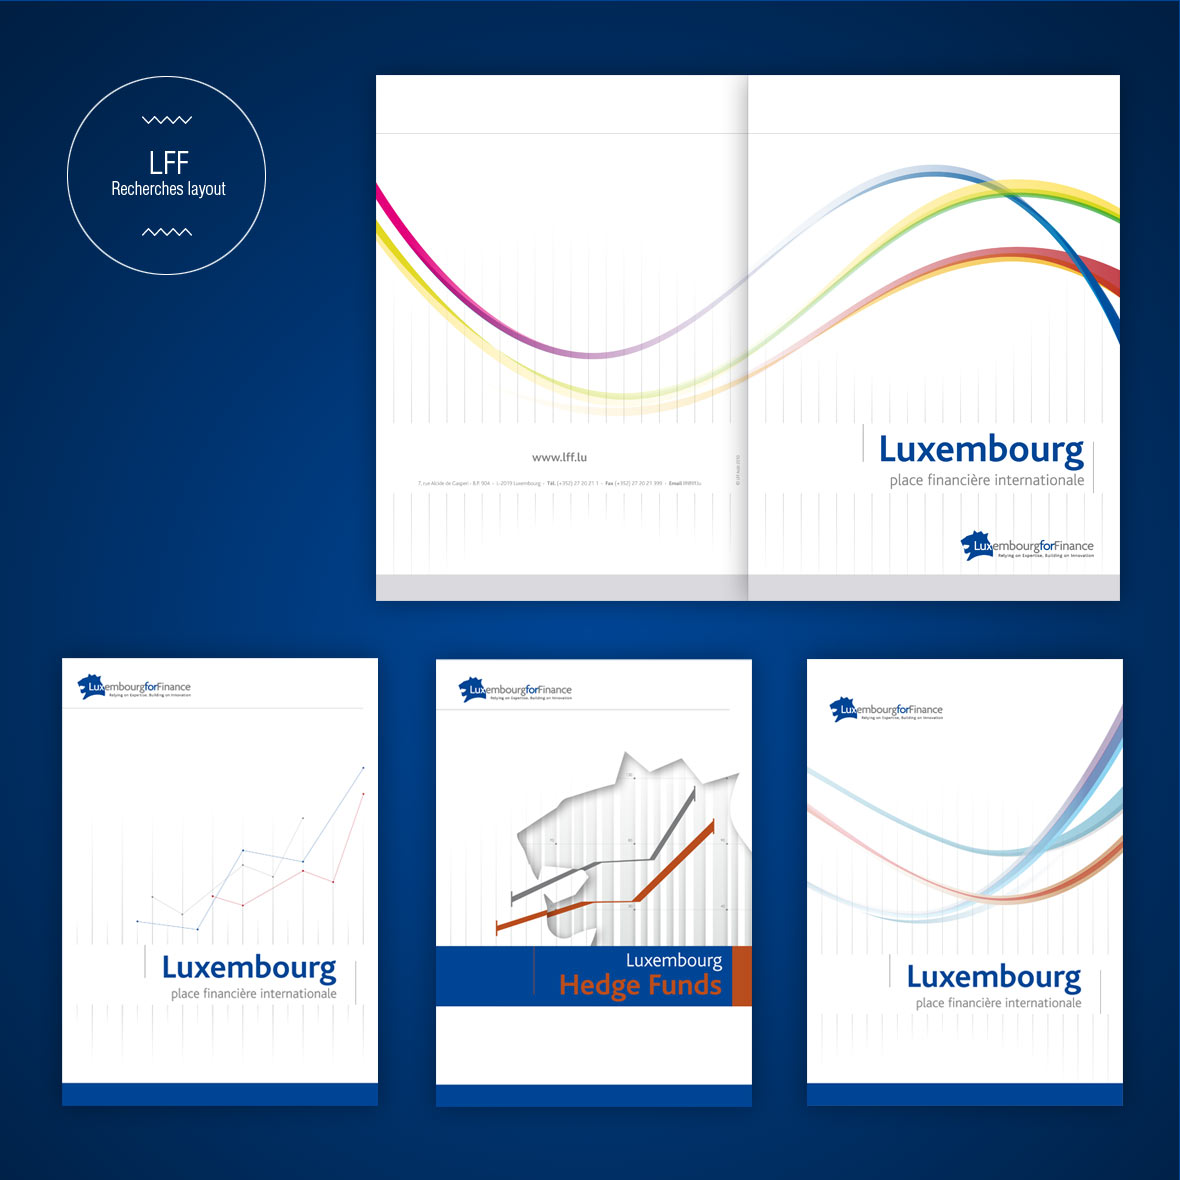 LFF
Recherches layout
www.lff.lu
7, rue Alcide de Gasperi - B.P. 904 - L-2019 Luxembourg - Tél. (+352) 27 20 21 1 - Fax (+352) 27 20 21 399 - Email
Luxembourg
place financière internationale
LuxembourgforFinance
Relying on Expertise, Building on Innovation
LuxembourgforFinance
Relying on Expertise, Building on Innovation
Luxembourg
place financière internationale
LuxembourgforFinance
Relying on Expertise, Building on Innovation
Luxembourg
Hedge Funds
LuxembourgforFinance
Relying on Expertise, Building on Innovation
Luxembourg
place financière internationale